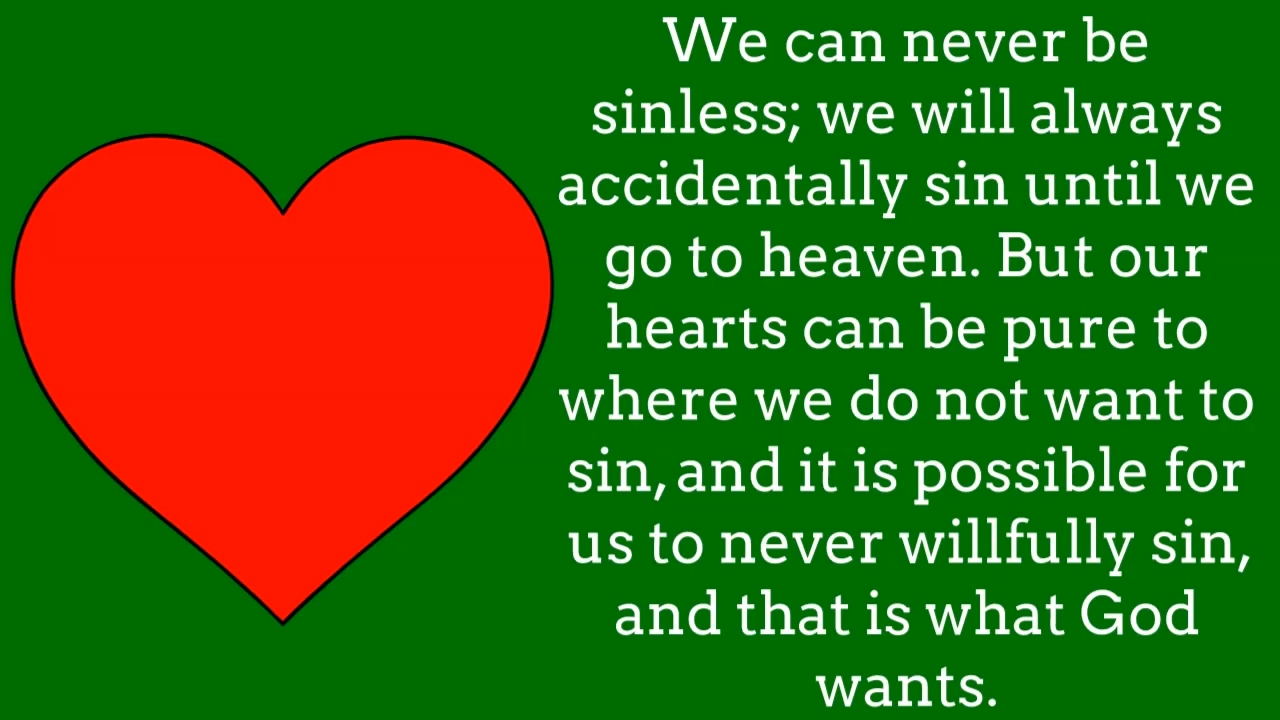 We can never be
sinless; we will always
accidentally sin until we
go to heaven. But our
hearts can be pure to
where we do not want to
sin, and it is possible for
us to never willfully sin,
and that is what God
wants.